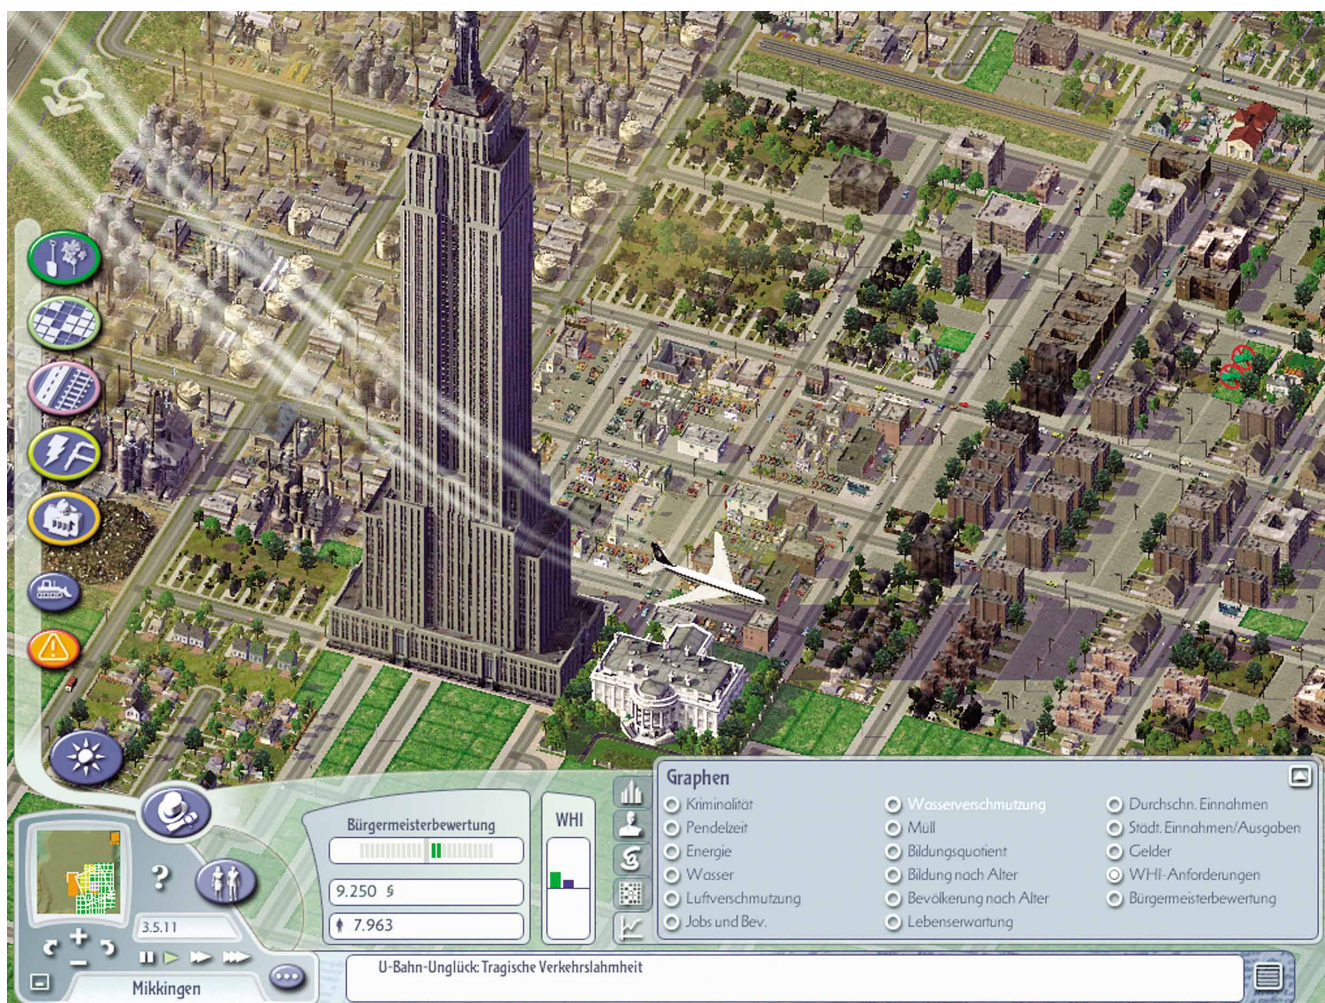 Graphen
Kriminalität
Pendelzeit
Energie
Wasser
Luftverschmutzung
Jobs und Bev.
Wasserverschmutzung
Müll
Bildungsquotient
Bildung nach Alter
Bevölkerung nach Alter
Lebenserwartung
Durchschn. Einnahmen
Städt. Einnahmen/Ausgaben
Gelder
WHI-Anforderungen
Bürgermeisterbewertung
Bürgermeisterbewertung
9.250 §
7.963
WHI
?
3.5.11
Mikkingen
U-Bahn-Unglück: Tragische Verkehrslahmheit